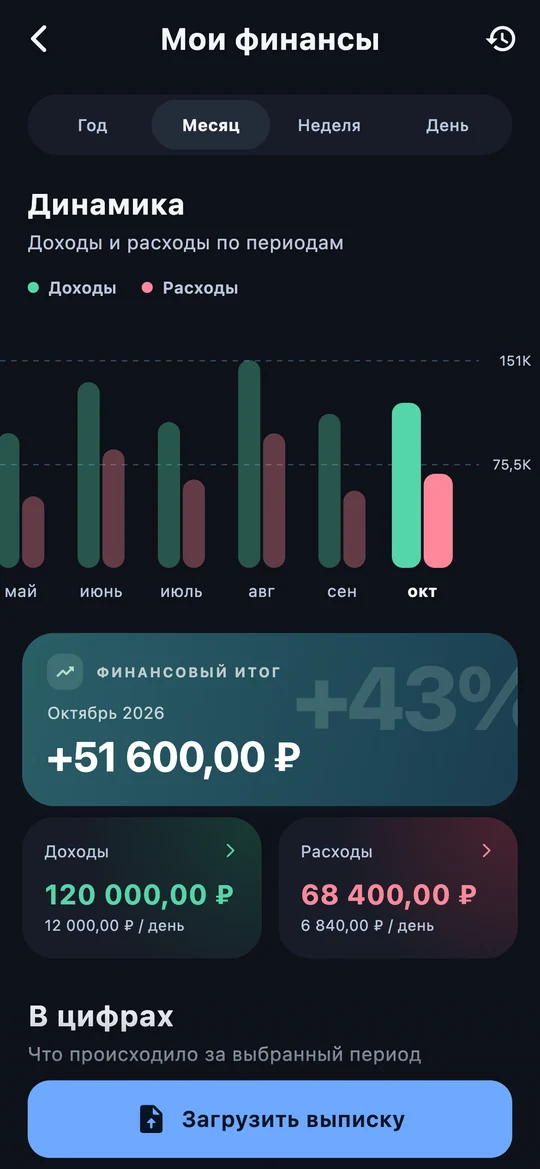 Мои финансы
Год Месяц Неделя День
Динамика
Доходы и расходы по периодам
Доходы Расходы
151K
75,5K
май июнь июль авг сен окт
ФИНАНСОВЫЙ ИТОГ
+43%
Октябрь 2026
+51 600,00 ₽
Доходы
120 000,00 ₽
12 000,00 ₽ / день
Расходы
68 400,00 ₽
6 840,00 ₽ / день
В цифрах
Что происходило за выбранный период
Загрузить выписку